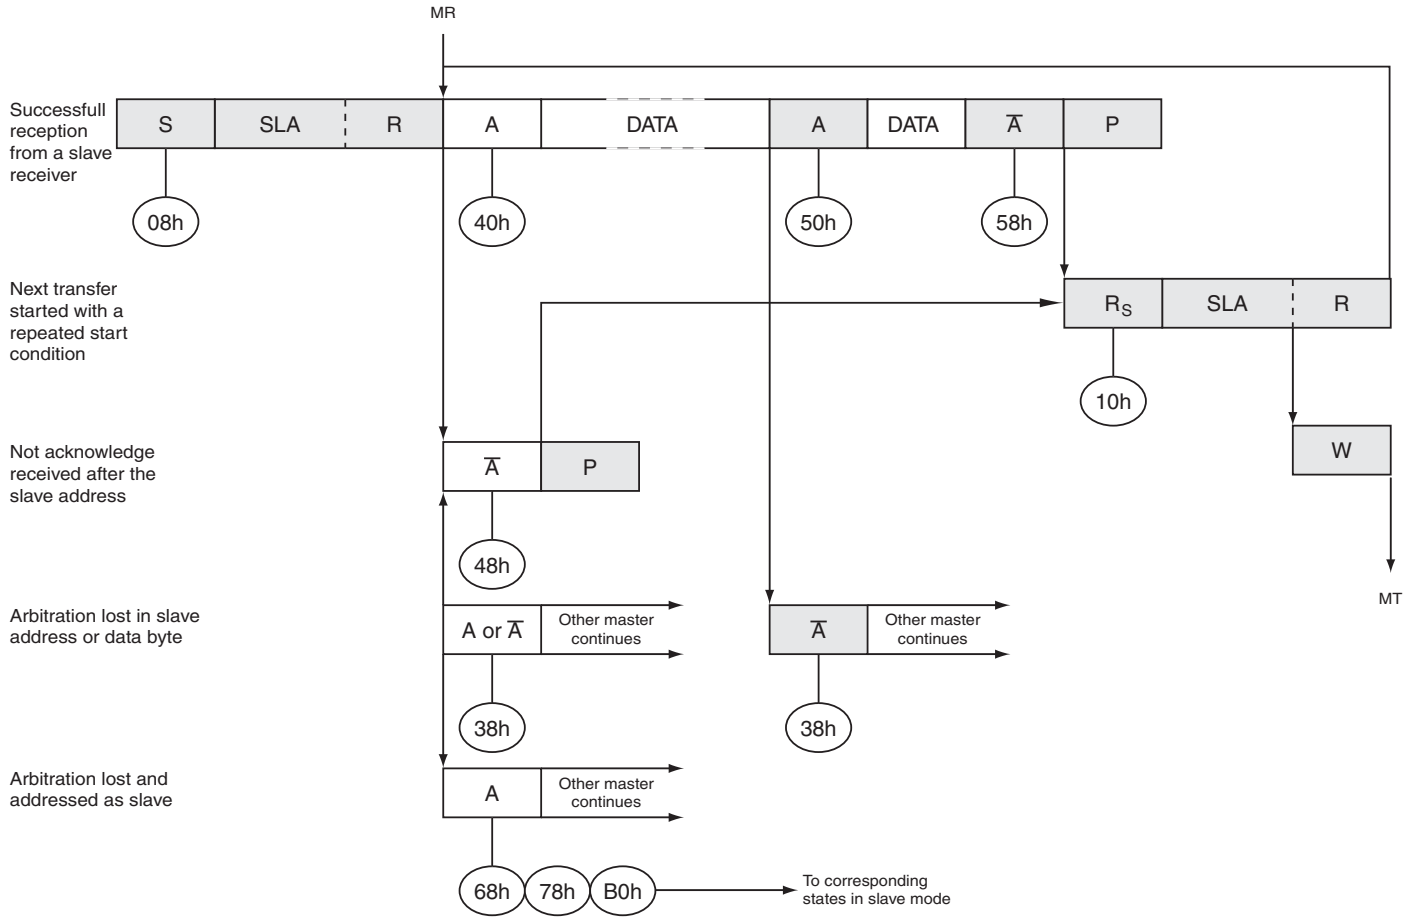 MR
Successfull
reception
from a slave
receiver
S SLA R A DATA A DATA A̅ P
08h 40h 50h 58h
Next transfer
started with a
repeated start
condition
RS SLA R
10h
Not acknowledge
received after the
slave address
A̅ P
W
48h
MT
Arbitration lost in slave
address or data byte
A or A̅
Other master
continues
A̅
Other master
continues
38h 38h
Arbitration lost and
addressed as slave
A
Other master
continues
68h 78h B0h
To corresponding
states in slave mode